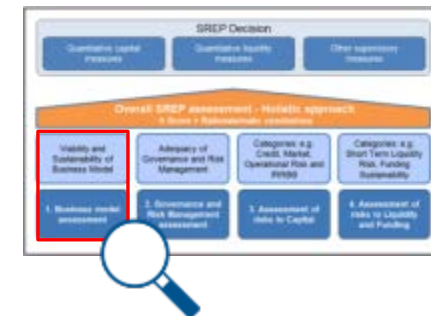 SREP Decision
Quantitative capital
measures
Quantitative liquidity
measures
Other supervisory
measures
Overall SREP assessment - Holistic approach
Viability and
Sustainability of
Business Model
Adequacy of
Governance and Risk
Management
Categories: e.g.
Credit, Market,
Operational Risk and
IRRBB
Categories: e.g.
Short Term Liquidity
Risk, Funding
Sustainability
1. Business model
assessment
2. Governance and
Risk Management
assessment
3. Assessment of
risks to Capital
4. Assessment of
risks to Liquidity
and Funding